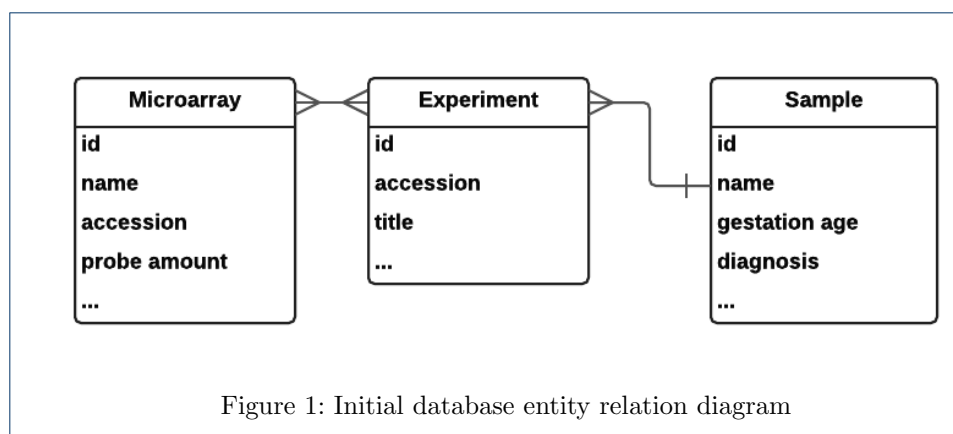 Microarray
id
name
accession
probe amount
...
Experiment
id
accession
title
...
Sample
id
name
gestation age
diagnosis
...
Figure 1: Initial database entity relation diagram